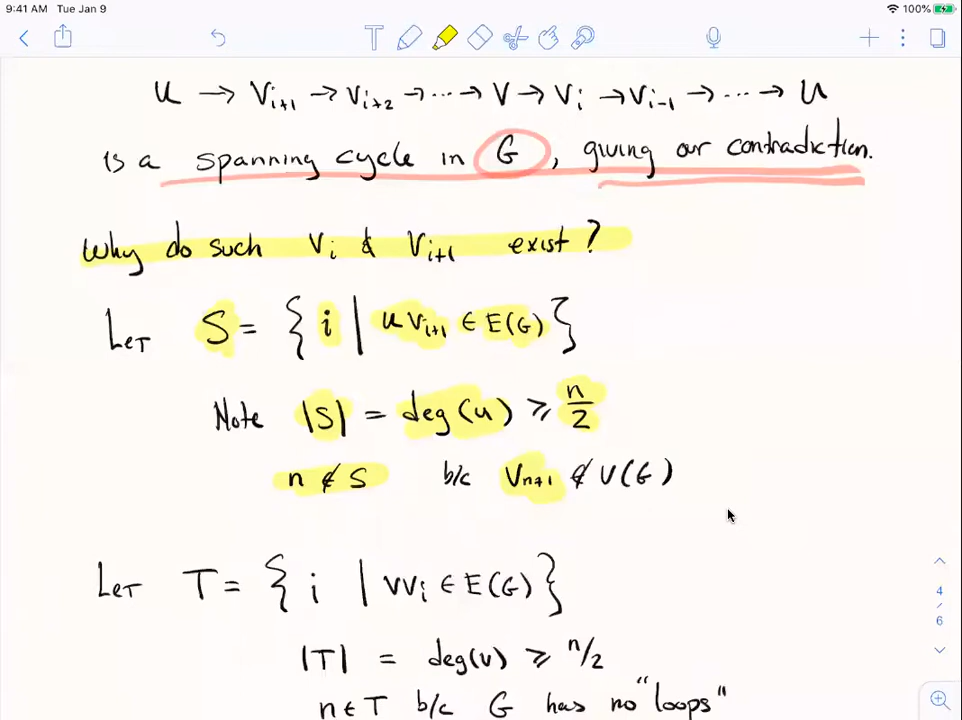 9:41 AM Tue Jan 9
100%
u → Vi+1 → Vi+2 → ... → V → Vi → Vi-1 → ... → u
is a spanning cycle in G, giving our contradiction.
Why do such Vi & Vi+1 exist?
Let S = { i | uVi+1 ∈ E(G) }
Note |S| = deg(u) ≥ n/2
n ∉ S b/c Vn+1 ∉ V(G)
Let T = { i | vVi ∈ E(G) }
|T| = deg(v) ≥ n/2
n ∈ T b/c G has no "loops"
4
/
6